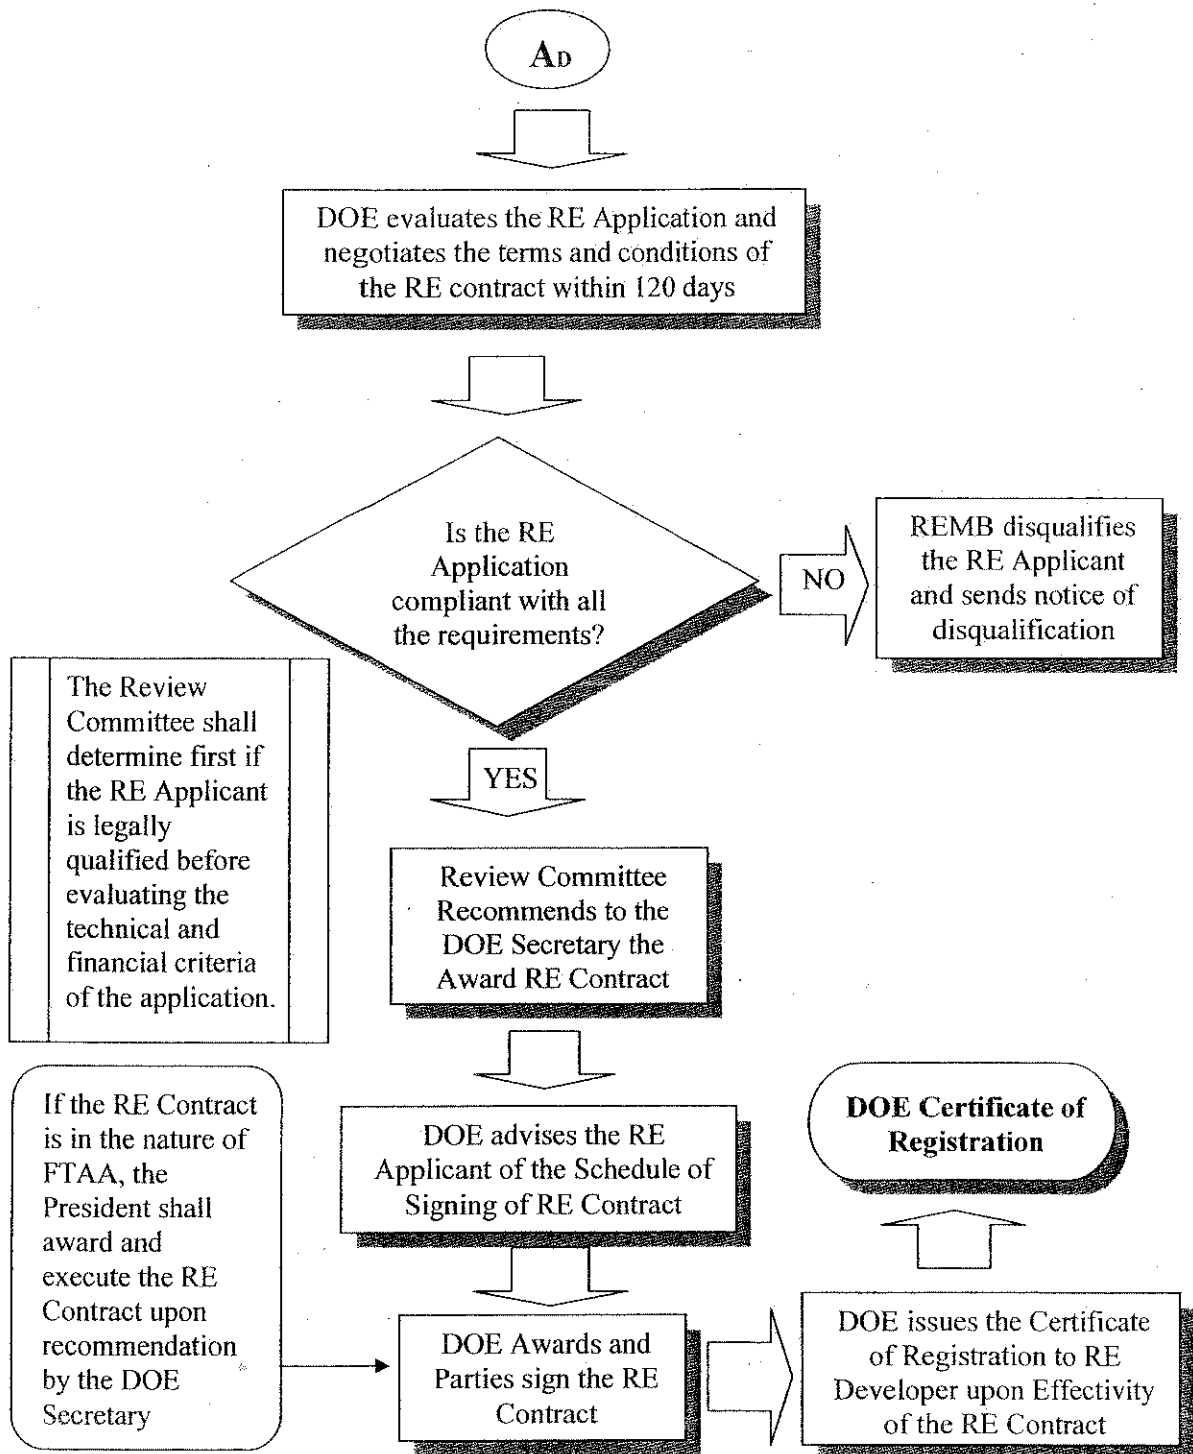 AD
DOE evaluates the RE Application and
negotiates the terms and conditions of
the RE contract within 120 days
Is the RE
Application
compliant with all
the requirements?
NO
REMB disqualifies
the RE Applicant
and sends notice of
disqualification
The Review
Committee shall
determine first if
the RE Applicant
is legally
qualified before
evaluating the
technical and
financial criteria
of the application.
YES
Review Committee
Recommends to the
DOE Secretary the
Award RE Contract
If the RE Contract
is in the nature of
FTAA, the
President shall
award and
execute the RE
Contract upon
recommendation
by the DOE
Secretary
DOE advises the RE
Applicant of the Schedule of
Signing of RE Contract
DOE Awards and
Parties sign the RE
Contract
DOE issues the Certificate
of Registration to RE
Developer upon Effectivity
of the RE Contract
DOE Certificate of
Registration